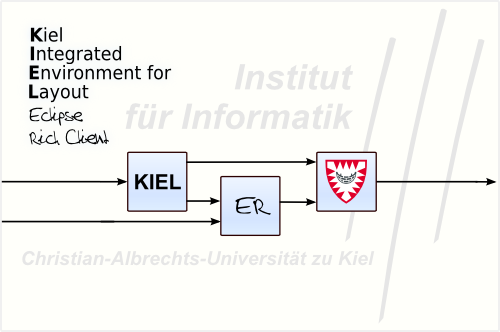 Kiel
Integrated
Environment for
Layout
Eclipse
Rich Client
Institut
für Informatik
KIEL
ER
Christian-Albrechts-Universität zu Kiel